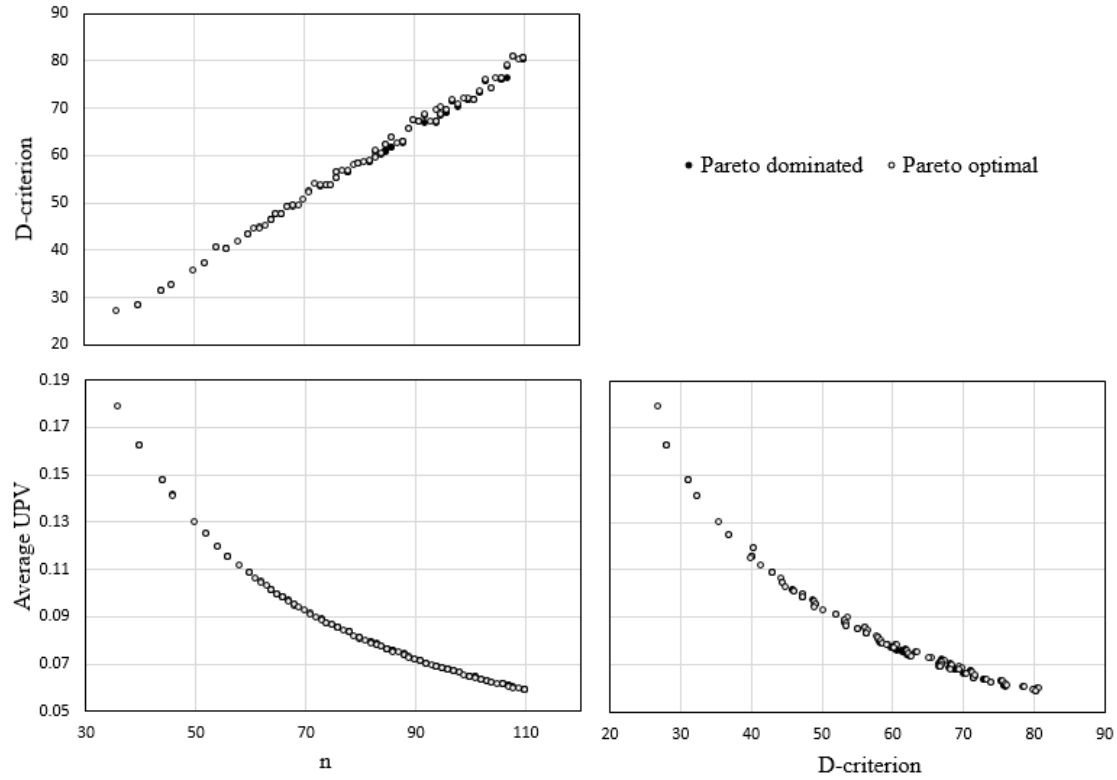 90
80
70
60
50
40
30
20
D-criterion
• Pareto dominated ○ Pareto optimal
0.19
0.17
0.15
0.13
0.11
0.09
0.07
0.05
Average UPV
30 50 70 90 110
n
20 30 40 50 60 70 80 90
D-criterion